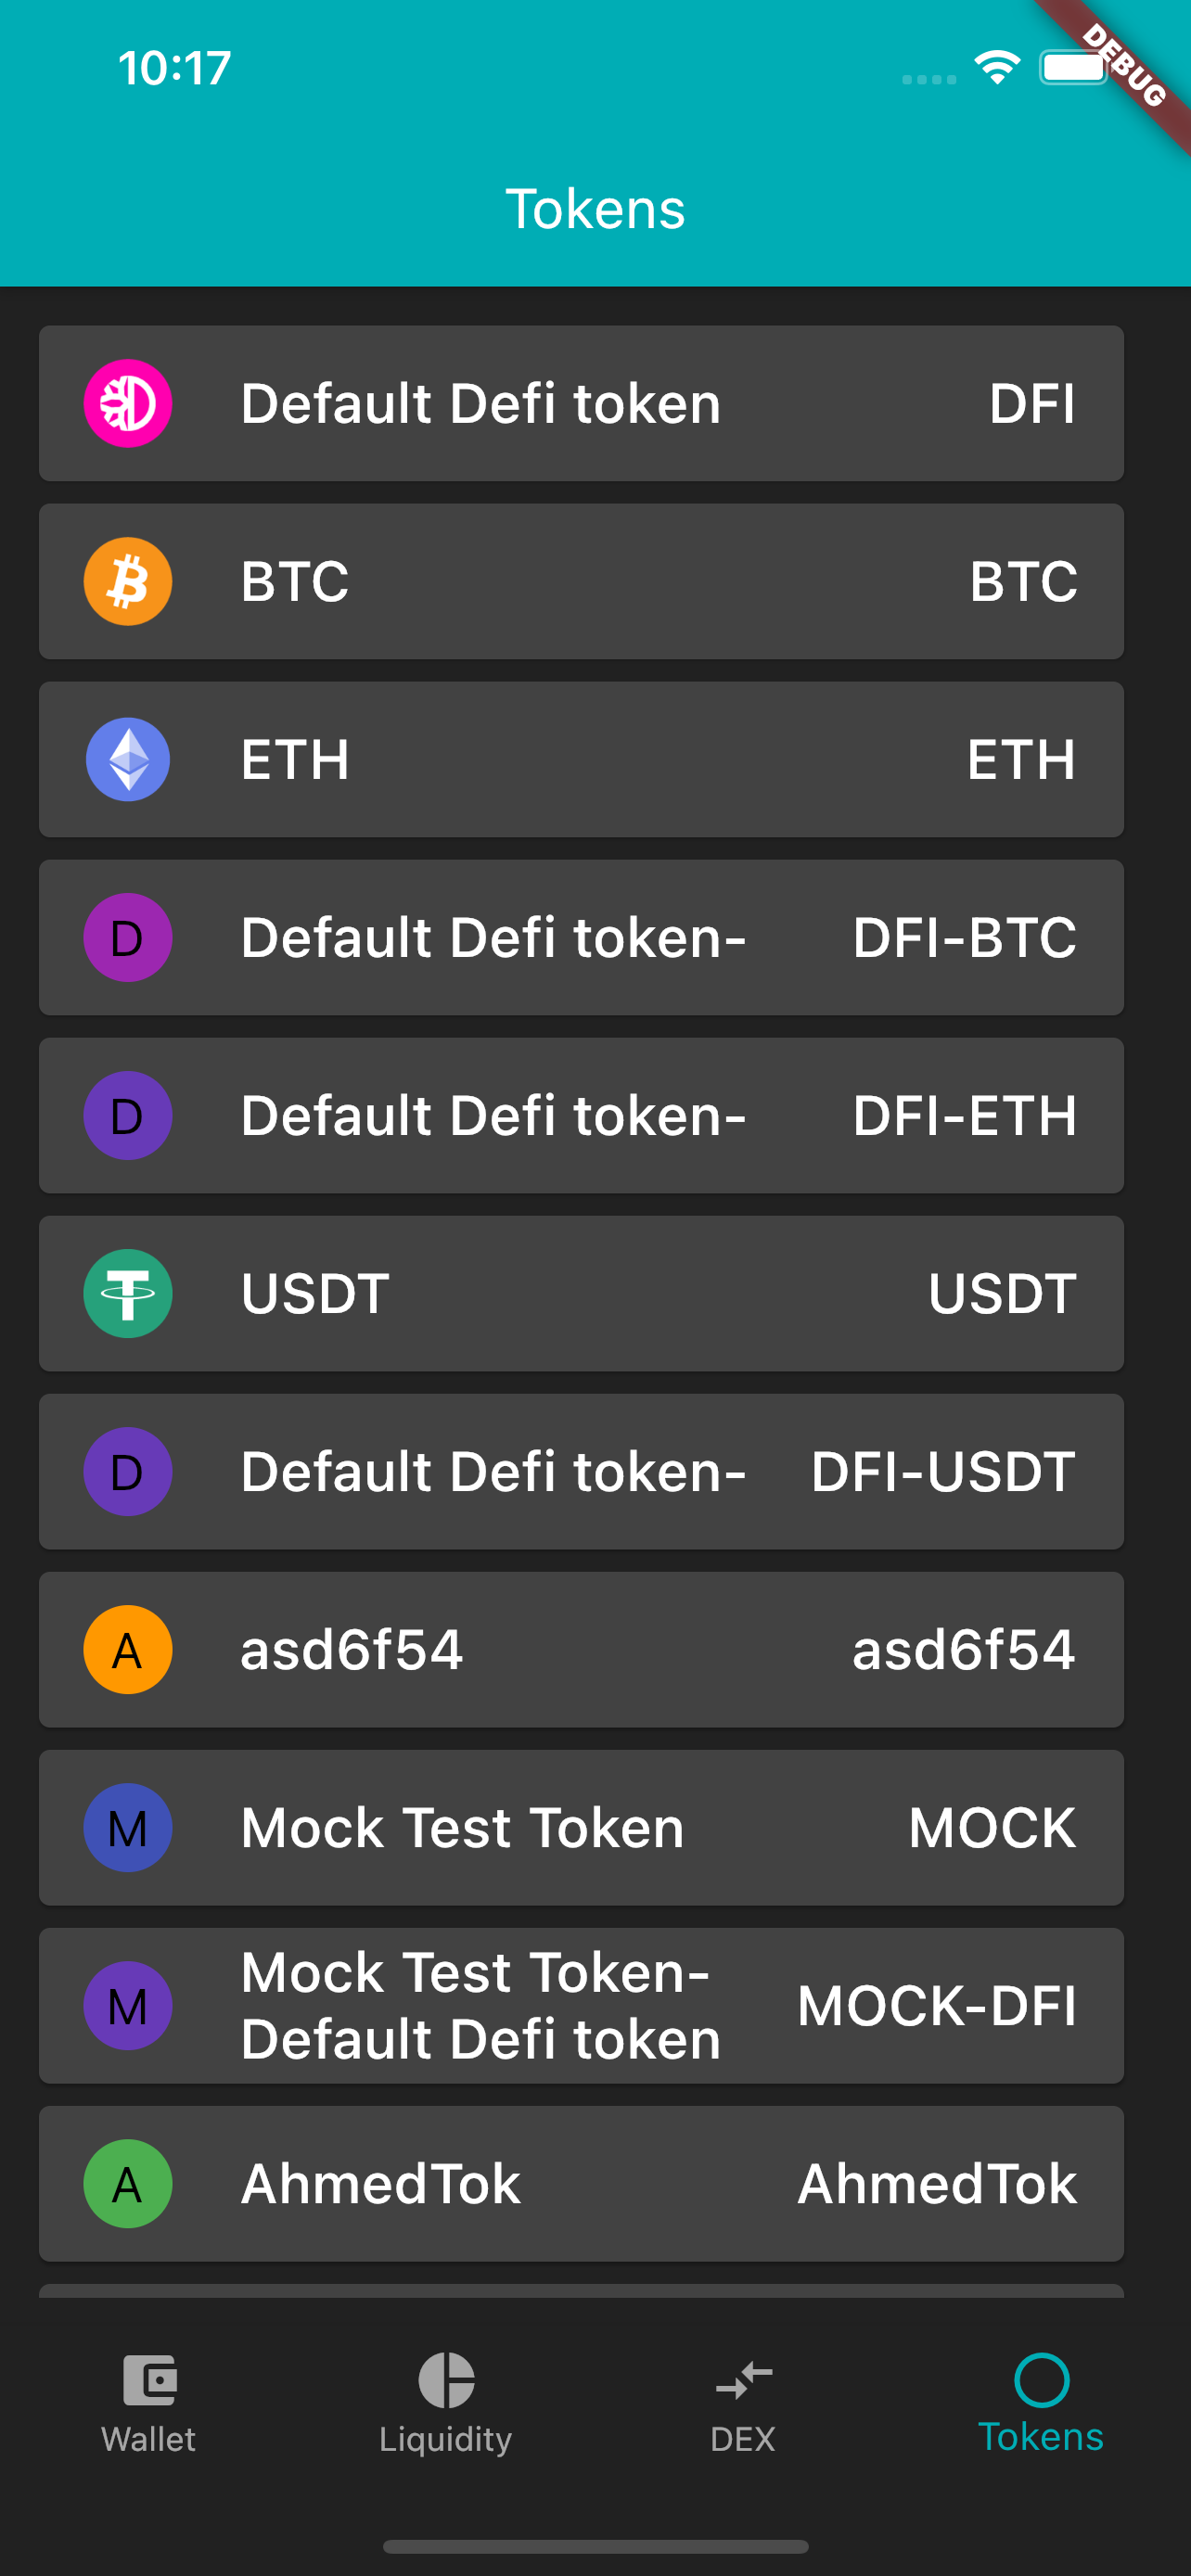 10:17
DEBUG
Tokens
Default Defi token DFI
BTC BTC
ETH ETH
D Default Defi token- DFI-BTC
D Default Defi token- DFI-ETH
USDT USDT
D Default Defi token- DFI-USDT
A asd6f54 asd6f54
M Mock Test Token MOCK
M Mock Test Token- MOCK-DFI
Default Defi token
A AhmedTok AhmedTok
Wallet Liquidity DEX Tokens